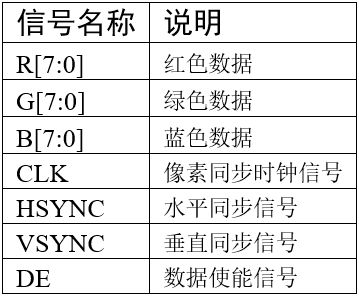 信号名称 说明
R[7:0] 红色数据
G[7:0] 绿色数据
B[7:0] 蓝色数据
CLK 像素同步时钟信号
HSYNC 水平同步信号
VSYNC 垂直同步信号
DE 数据使能信号